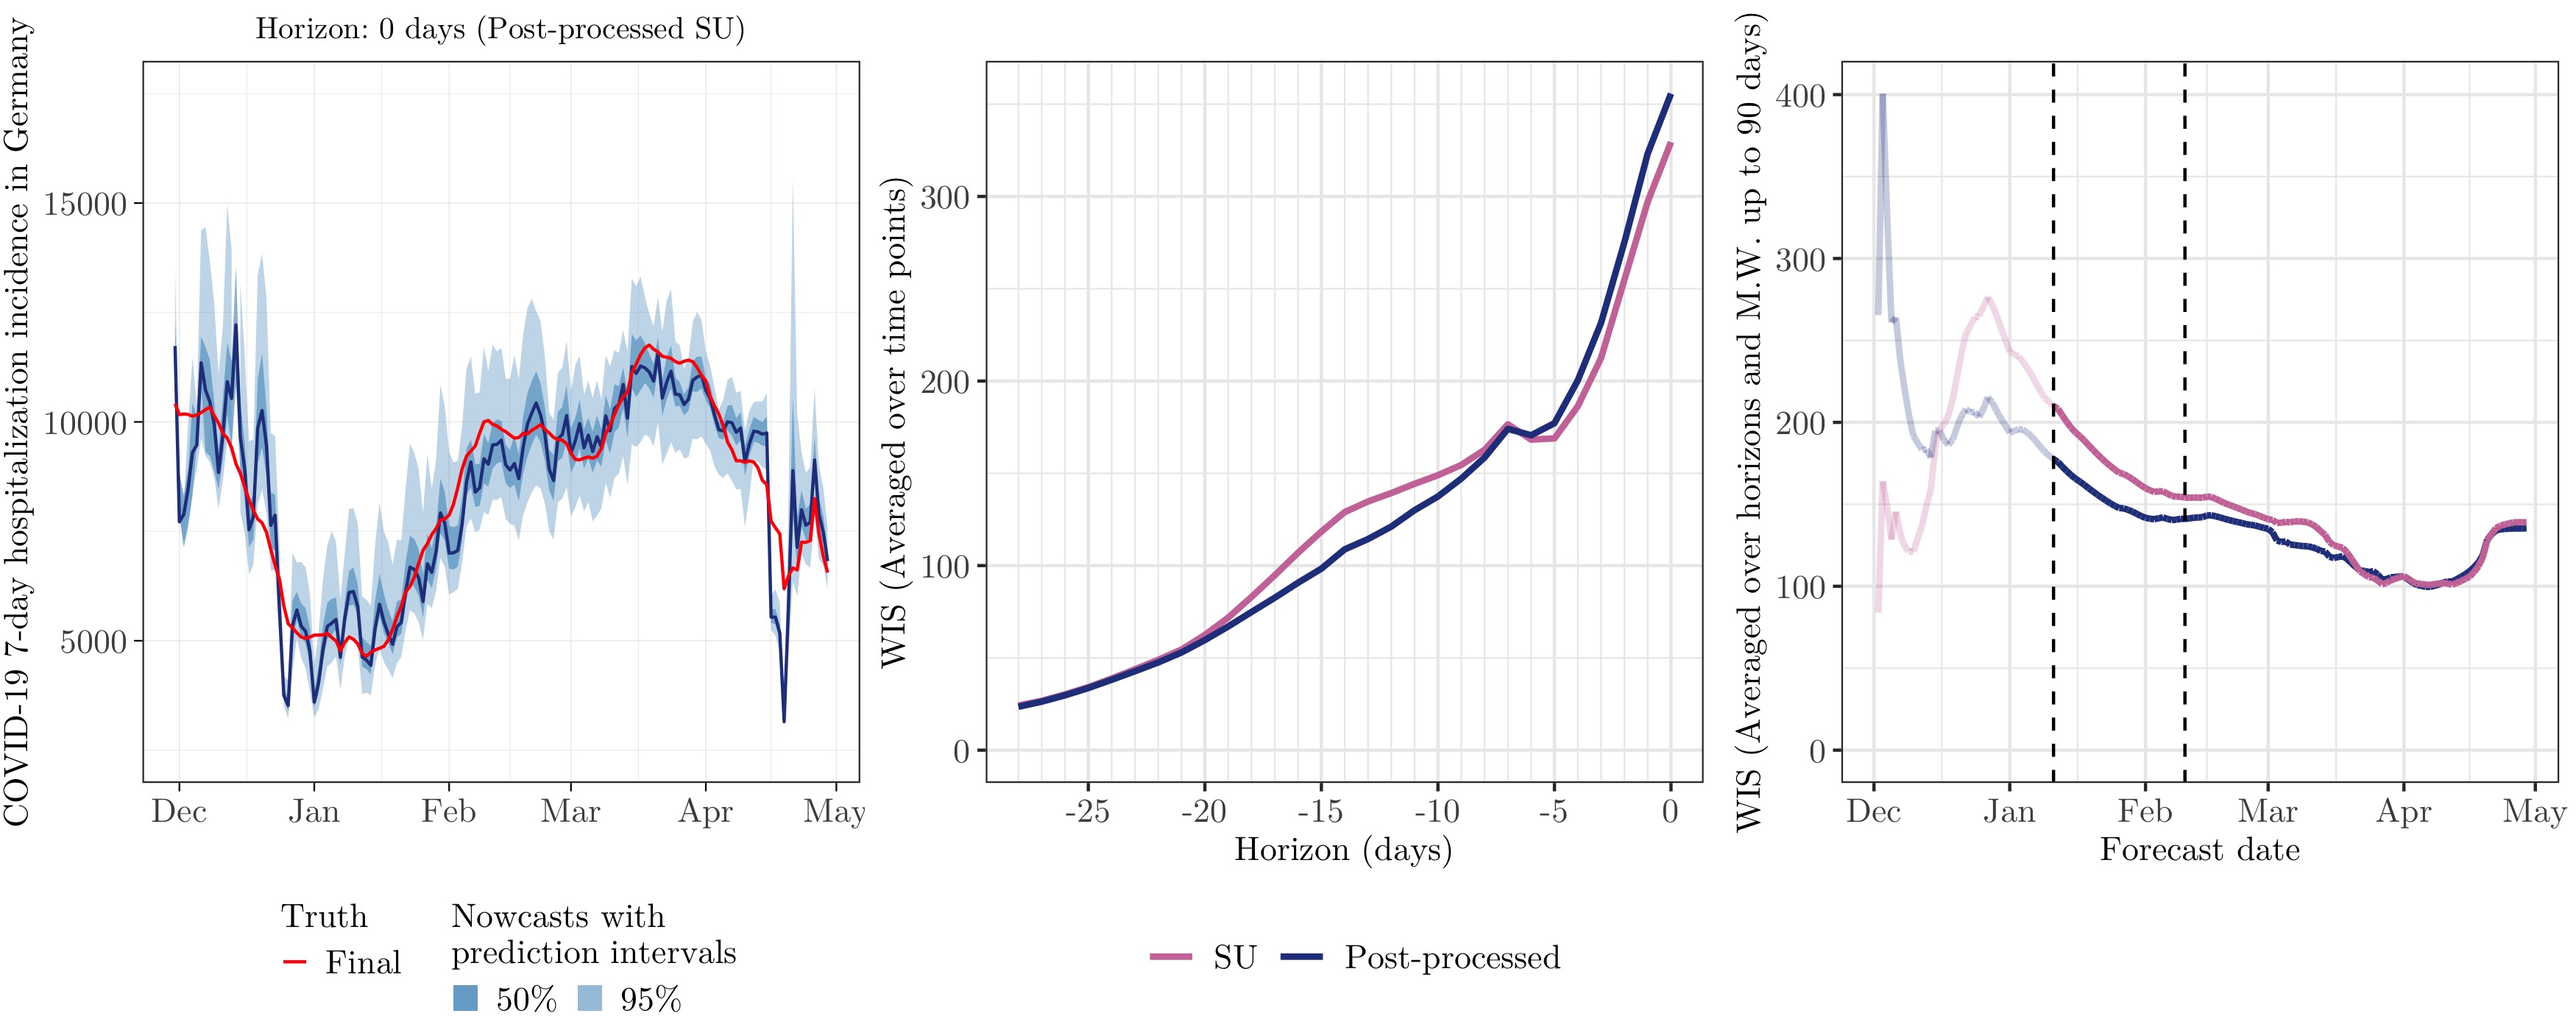 Horizon: 0 days (Post-processed SU)
COVID-19 7-day hospitalization incidence in Germany
15000
10000
5000
Dec Jan Feb Mar Apr May
Truth
Final
Nowcasts with
prediction intervals
50% 95%
WIS (Averaged over time points)
300
200
100
0
-25 -20 -15 -10 -5 0
Horizon (days)
SU Post-processed
WIS (Averaged over horizons and M.W. up to 90 days)
400
300
200
100
0
Dec Jan Feb Mar Apr May
Forecast date